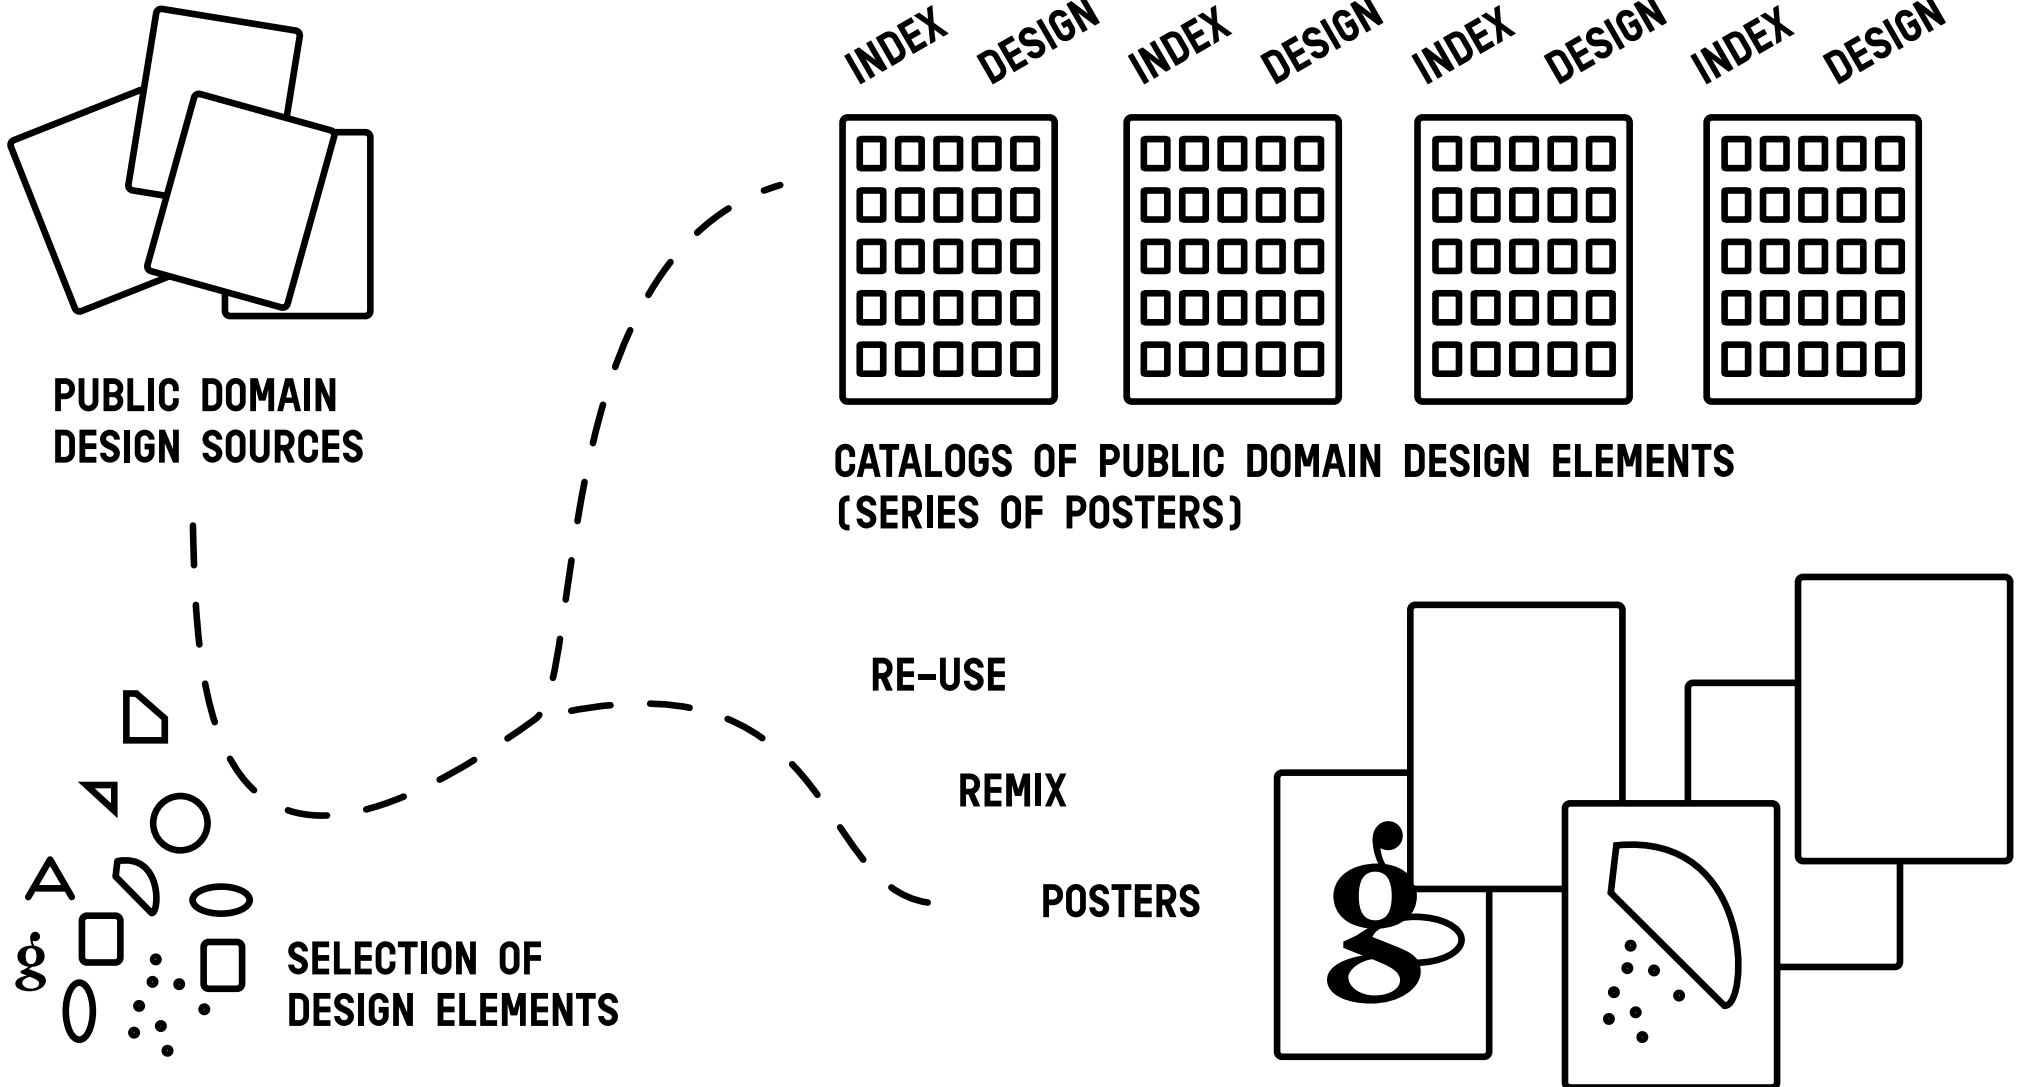 INDEX DESIGN INDEX DESIGN INDEX DESIGN INDEX DESIGN
PUBLIC DOMAIN
DESIGN SOURCES
CATALOGS OF PUBLIC DOMAIN DESIGN ELEMENTS
(SERIES OF POSTERS)
RE-USE
REMIX
POSTERS
A
g
SELECTION OF
DESIGN ELEMENTS
g